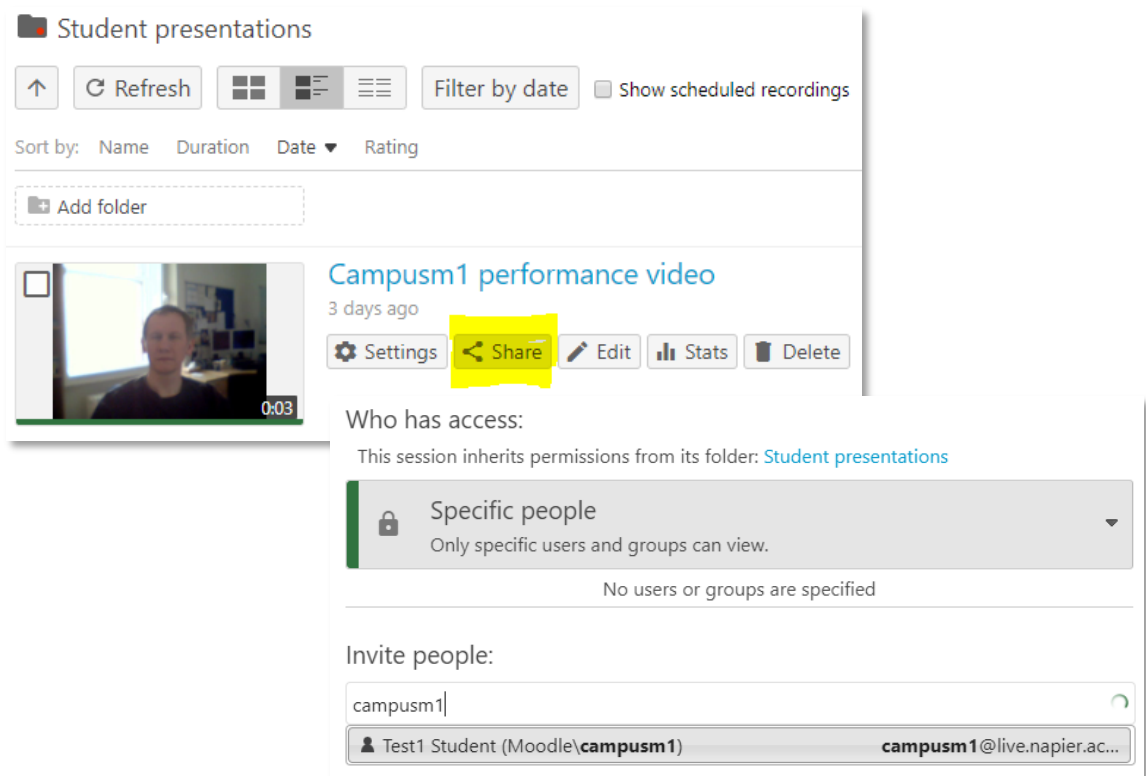 Student presentations
Refresh Filter by date Show scheduled recordings
Sort by: Name Duration Date Rating
Add folder
Campusm1 performance video
3 days ago
Settings Share Edit Stats Delete
0:03
Who has access:
This session inherits permissions from its folder: Student presentations
Specific people
Only specific users and groups can view.
No users or groups are specified
Invite people:
campusm1
Test1 Student (Moodle\campusm1) campusm1@live.napier.ac...